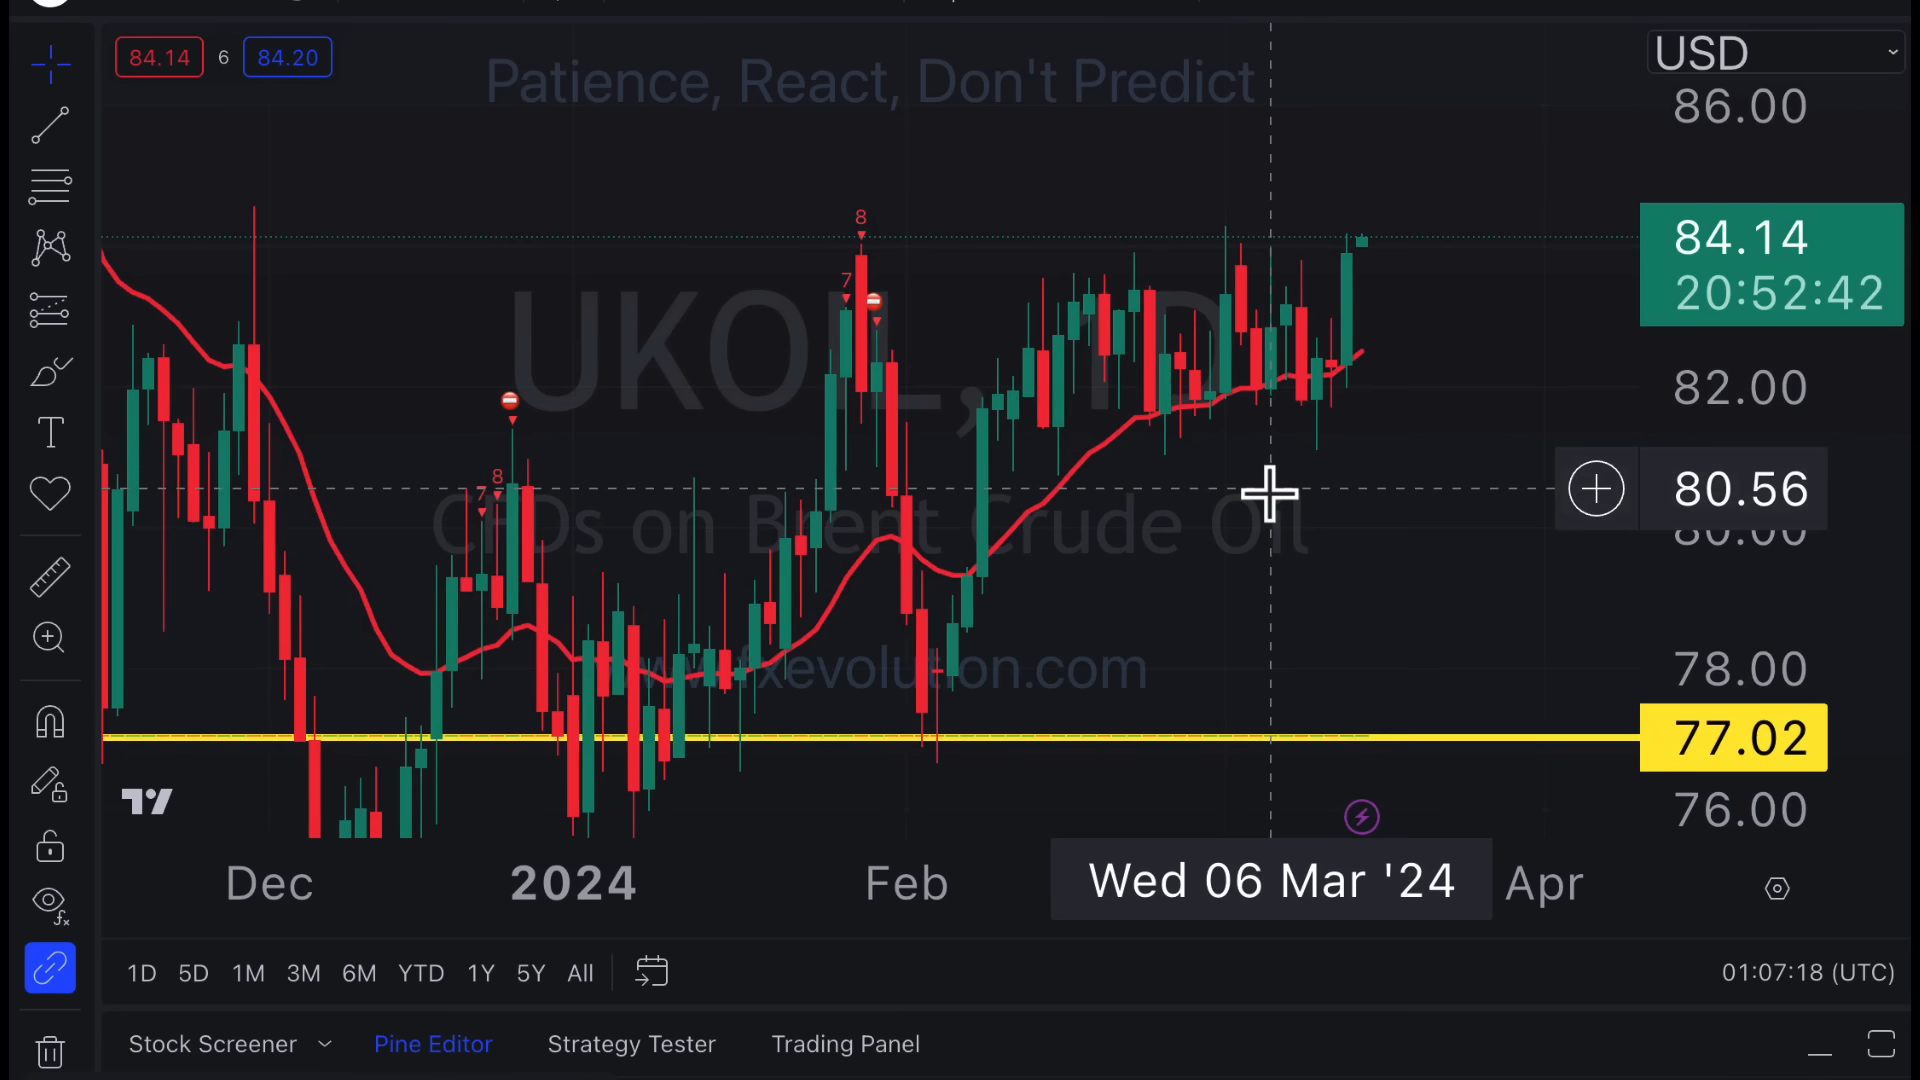 84.14 6 84.20
Patience, React, Don't Predict
USD
86.00
84.14
20:52:42
8
7
UKOIL, 1D
82.00
8
7
80.56
CFDs on Brent Crude Oil
80.00
www.fxevolution.com
78.00
77.02
76.00
Dec 2024 Feb Wed 06 Mar '24 Apr
1D 5D 1M 3M 6M YTD 1Y 5Y All
01:07:18 (UTC)
Stock Screener Pine Editor Strategy Tester Trading Panel